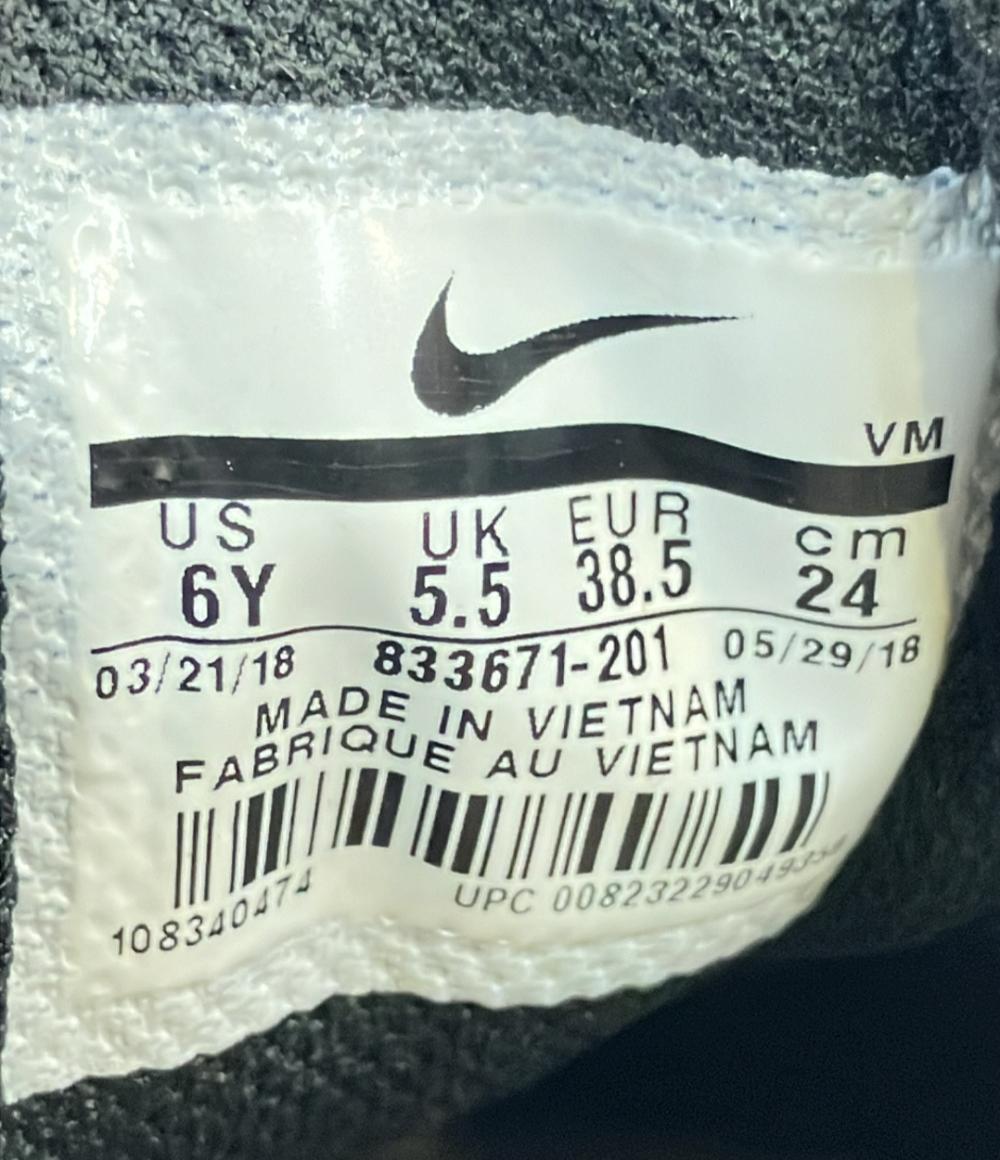 VM
US UK EUR cm
6Y 5.5 38.5 24
03/21/18 833671-201 05/29/18
MADE IN VIETNAM
FABRIQUE AU VIETNAM
108340474 UPC